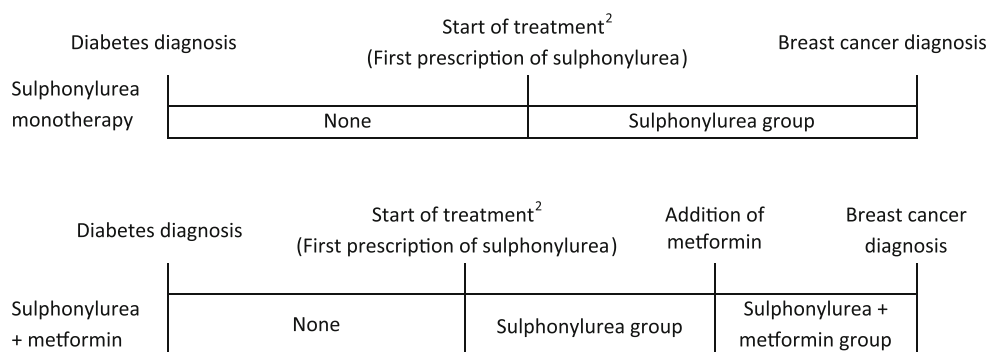 Diabetes diagnosis
Start of treatment2
(First prescription of sulphonylurea)
Breast cancer diagnosis
Sulphonylurea
monotherapy
None
Sulphonylurea group
Diabetes diagnosis
Start of treatment2
(First prescription of sulphonylurea)
Addition of
metformin
Breast cancer
diagnosis
Sulphonylurea
+ metformin
None
Sulphonylurea group
Sulphonylurea +
metformin group